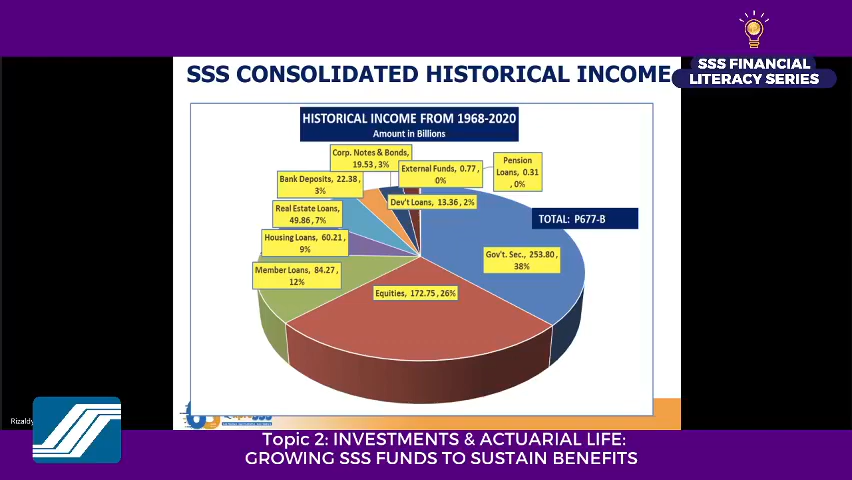 SSS CONSOLIDATED HISTORICAL INCOME
SSS FINANCIAL
LITERACY SERIES
HISTORICAL INCOME FROM 1968-2020
Amount in Billions
Corp. Notes & Bonds,
19.53, 3%
External Funds, 0.77,
0%
Pension
Loans, 0.31
, 0%
Bank Deposits, 22.38,
3%
Dev't Loans, 13.36, 2%
Real Estate Loans,
49.86, 7%
TOTAL: P677-B
Housing Loans, 60.21,
9%
Gov't. Sec., 253.80,
38%
Member Loans, 84.27,
12%
Equities, 172.75, 26%
Rizaldy
Topic 2: INVESTMENTS & ACTUARIAL LIFE:
GROWING SSS FUNDS TO SUSTAIN BENEFITS